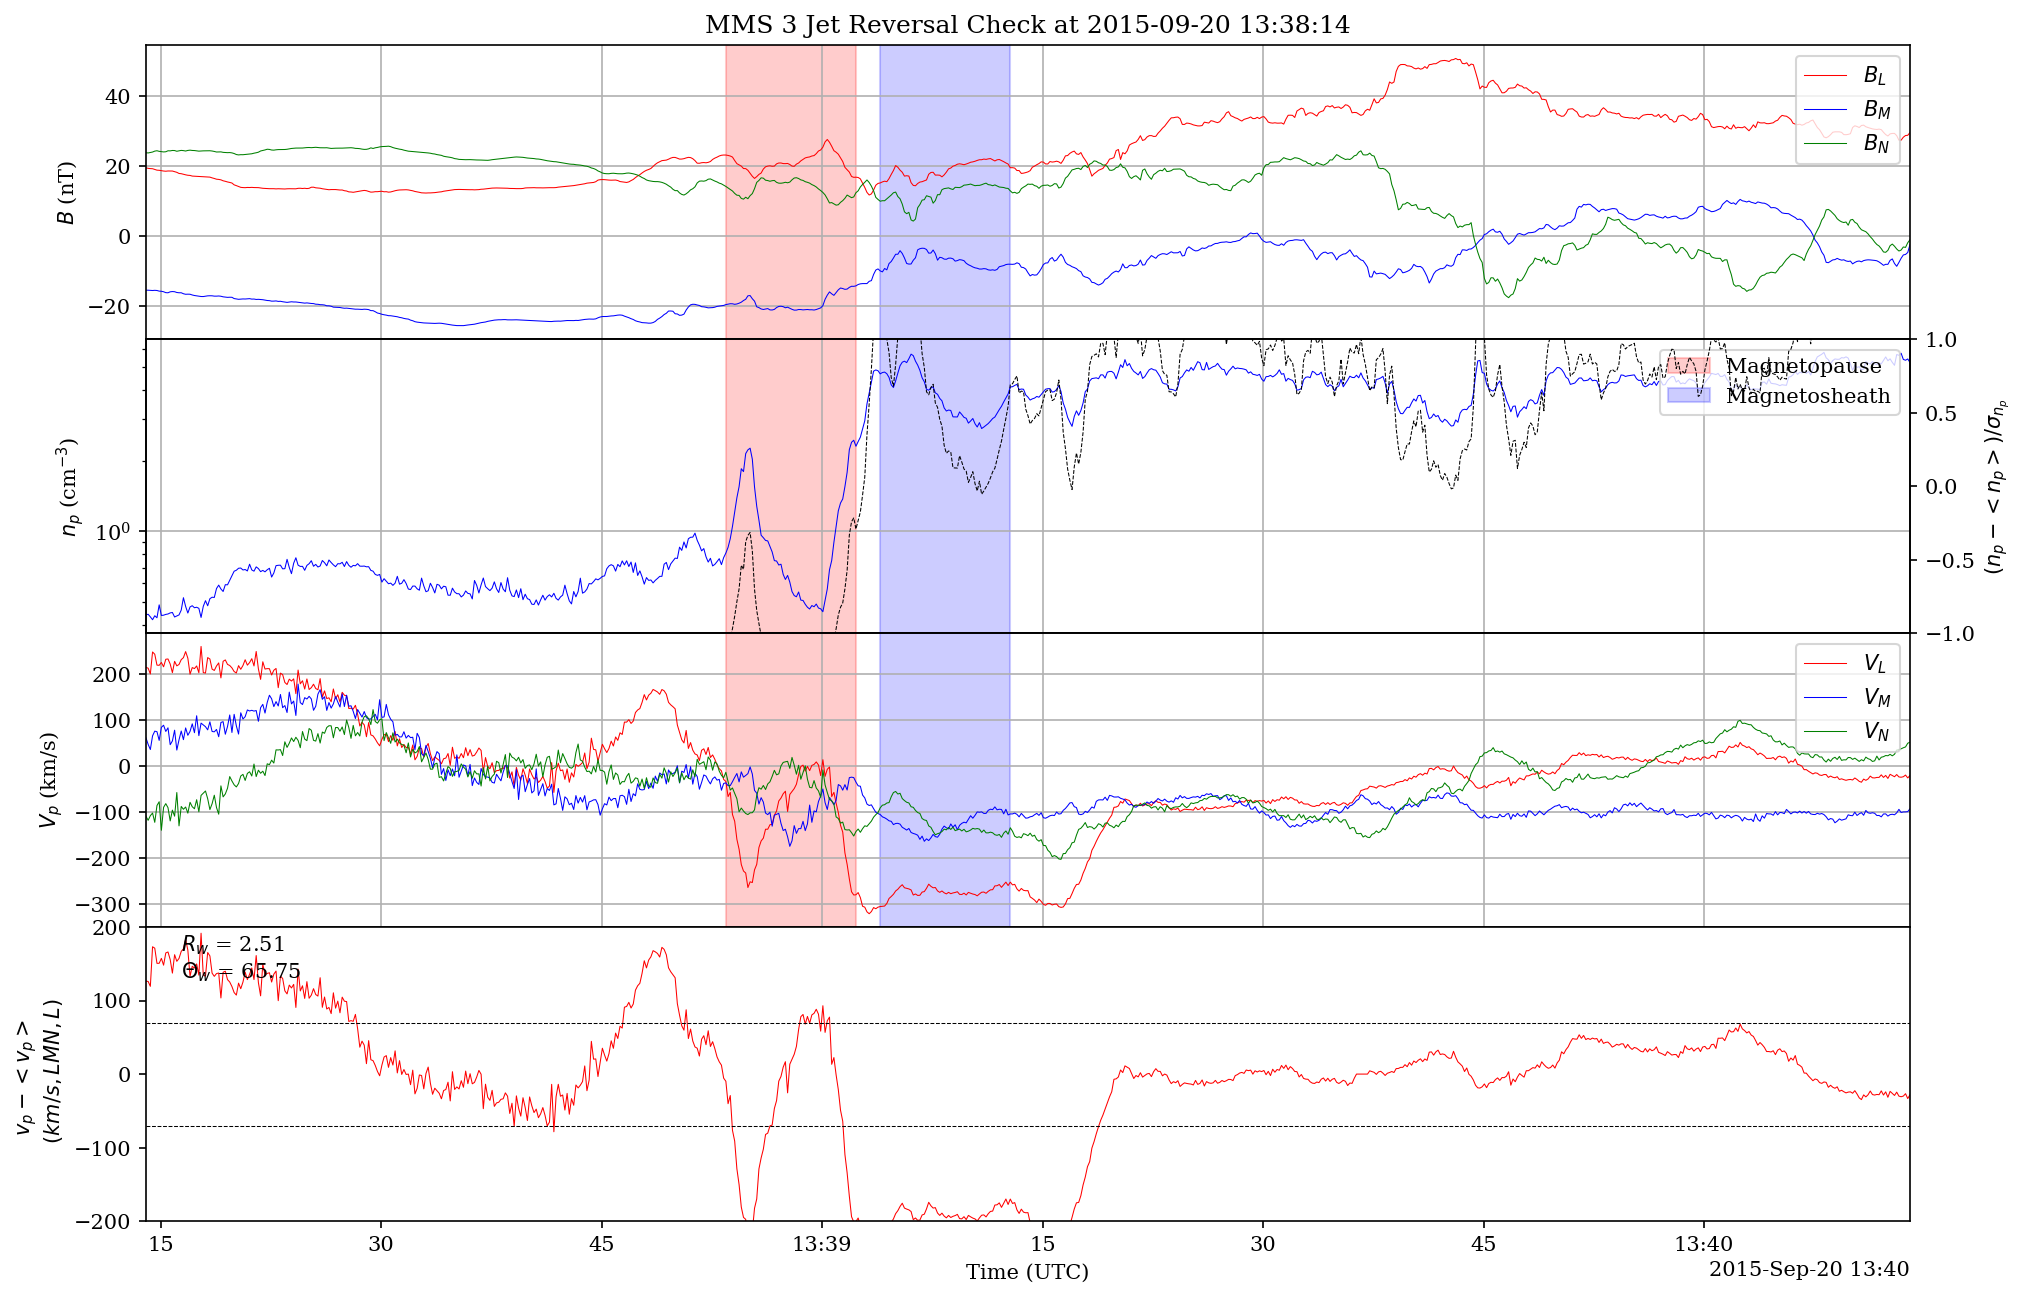 MMS 3 Jet Reversal Check at 2015-09-20 13:38:14
B (nT)
40
20
0
−20
B_L
B_M
B_N
n_p (cm^{−3})
10^0
1.0
0.5
0.0
−0.5
−1.0
(n_p − < n_p >)/σ_{n_p}
Magnetopause
Magnetosheath
V_p (km/s)
200
100
0
−100
−200
−300
V_L
V_M
V_N
v_p − < v_p >
(km/s, LMN, L)
200
100
0
−100
−200
R_w = 2.51
Θ_w = 65.75
15
30
45
13:39
15
30
45
13:40
Time (UTC)
2015-Sep-20 13:40